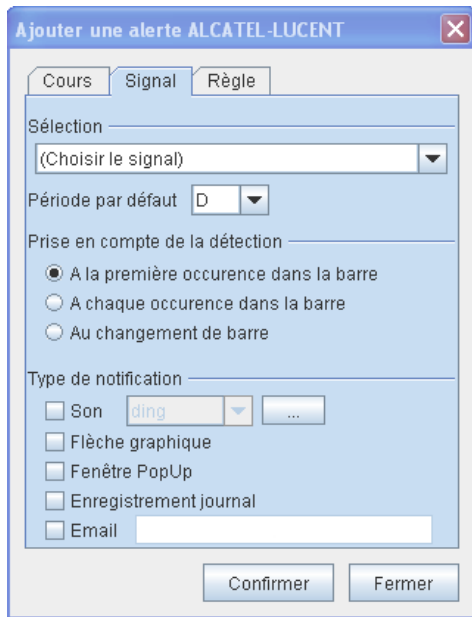 Ajouter une alerte ALCATEL-LUCENT
Cours Signal Règle
Sélection
(Choisir le signal)
Période par défaut D
Prise en compte de la détection
A la première occurence dans la barre
A chaque occurence dans la barre
Au changement de barre
Type de notification
Son ding ...
Flèche graphique
Fenêtre PopUp
Enregistrement journal
Email
Confirmer Fermer